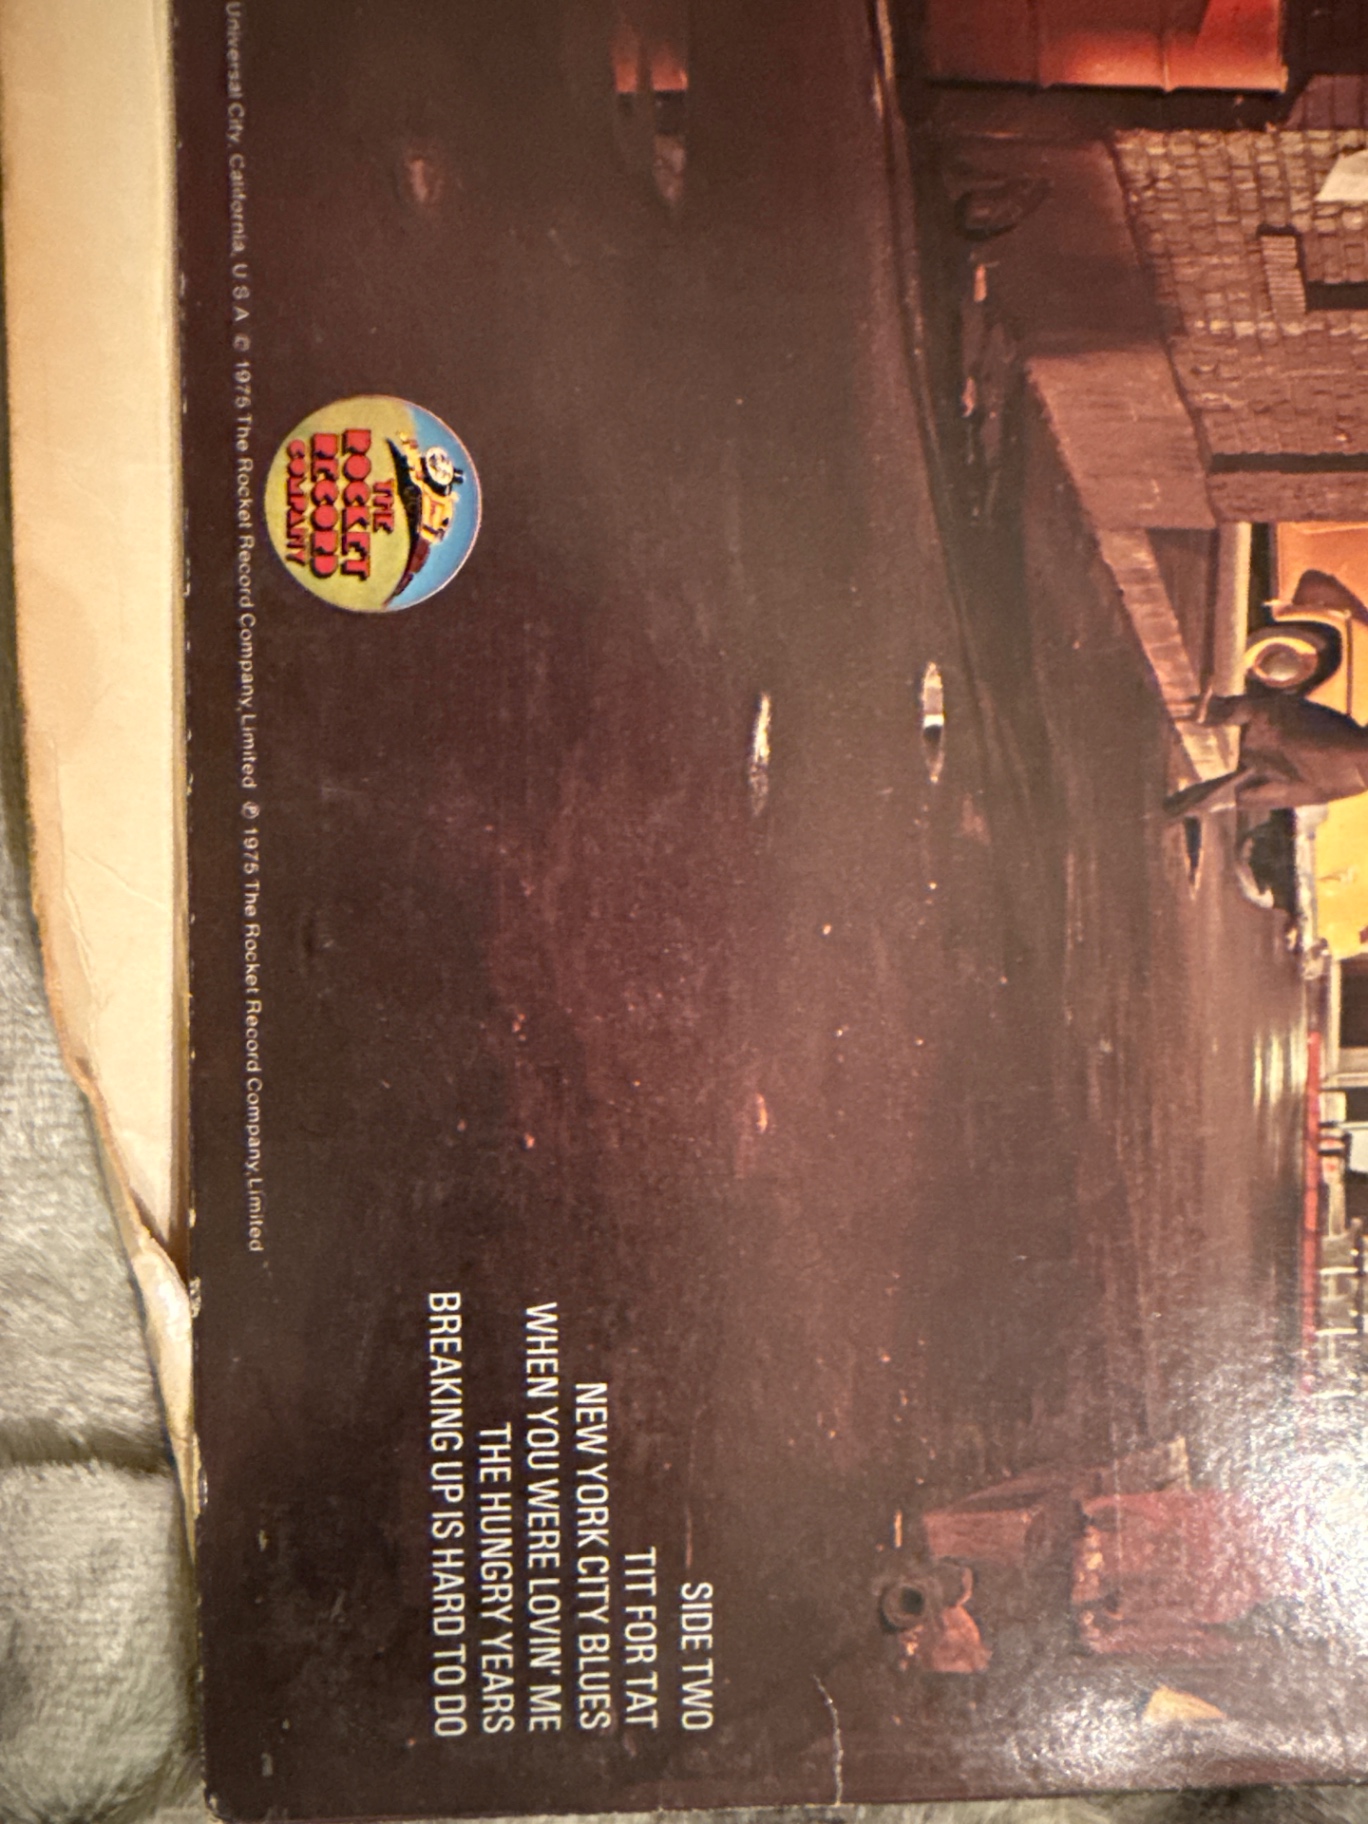 SIDE TWO
TIT FOR TAT
NEW YORK CITY BLUES
WHEN YOU WERE LOVIN' ME
THE HUNGRY YEARS
BREAKING UP IS HARD TO DO
THE
ROCKET
RECORD
COMPANY
Universal City, California, U S A © 1975 The Rocket Record Company, Limited ℗ 1975 The Rocket Record Company, Limited